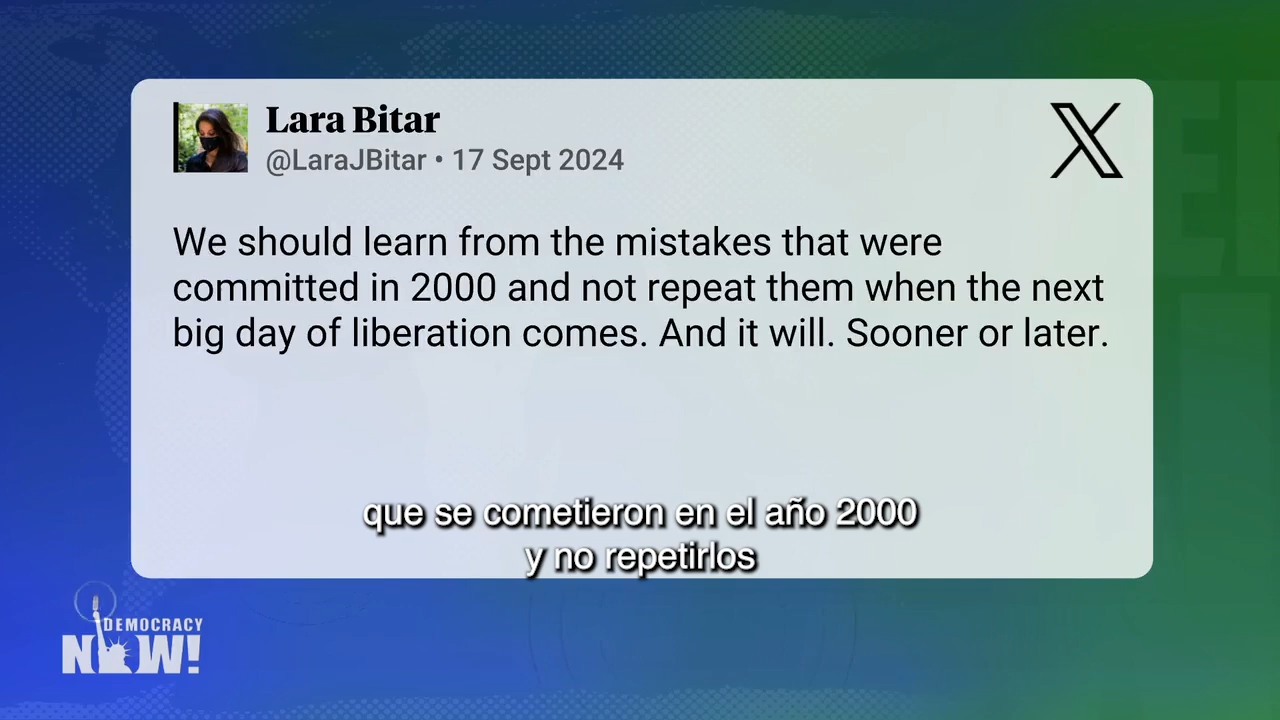 Lara Bitar
@LaraJBitar • 17 Sept 2024
We should learn from the mistakes that were
committed in 2000 and not repeat them when the next
big day of liberation comes. And it will. Sooner or later.
que se cometieron en el año 2000
y no repetirlos
DEMOCRACY
NOW!